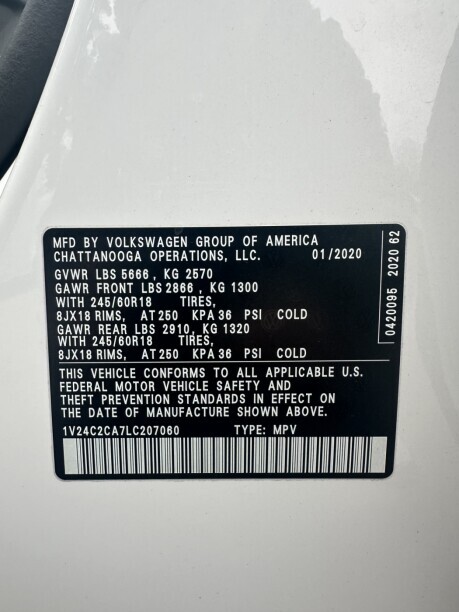 MFD BY VOLKSWAGEN GROUP OF AMERICA
CHATTANOOGA OPERATIONS, LLC. 01/2020
GVWR LBS 5666 , KG 2570
GAWR FRONT LBS 2866 , KG 1300
WITH 245/60R18 TIRES,
8JX18 RIMS, AT 250 KPA 36 PSI COLD
GAWR REAR LBS 2910, KG 1320
WITH 245/60R18 TIRES,
8JX18 RIMS, AT 250 KPA 36 PSI COLD
THIS VEHICLE CONFORMS TO ALL APPLICABLE U.S.
FEDERAL MOTOR VEHICLE SAFETY AND
THEFT PREVENTION STANDARDS IN EFFECT ON
THE DATE OF MANUFACTURE SHOWN ABOVE.
1V24C2CA7LC207060 TYPE: MPV
0420095 2020 62